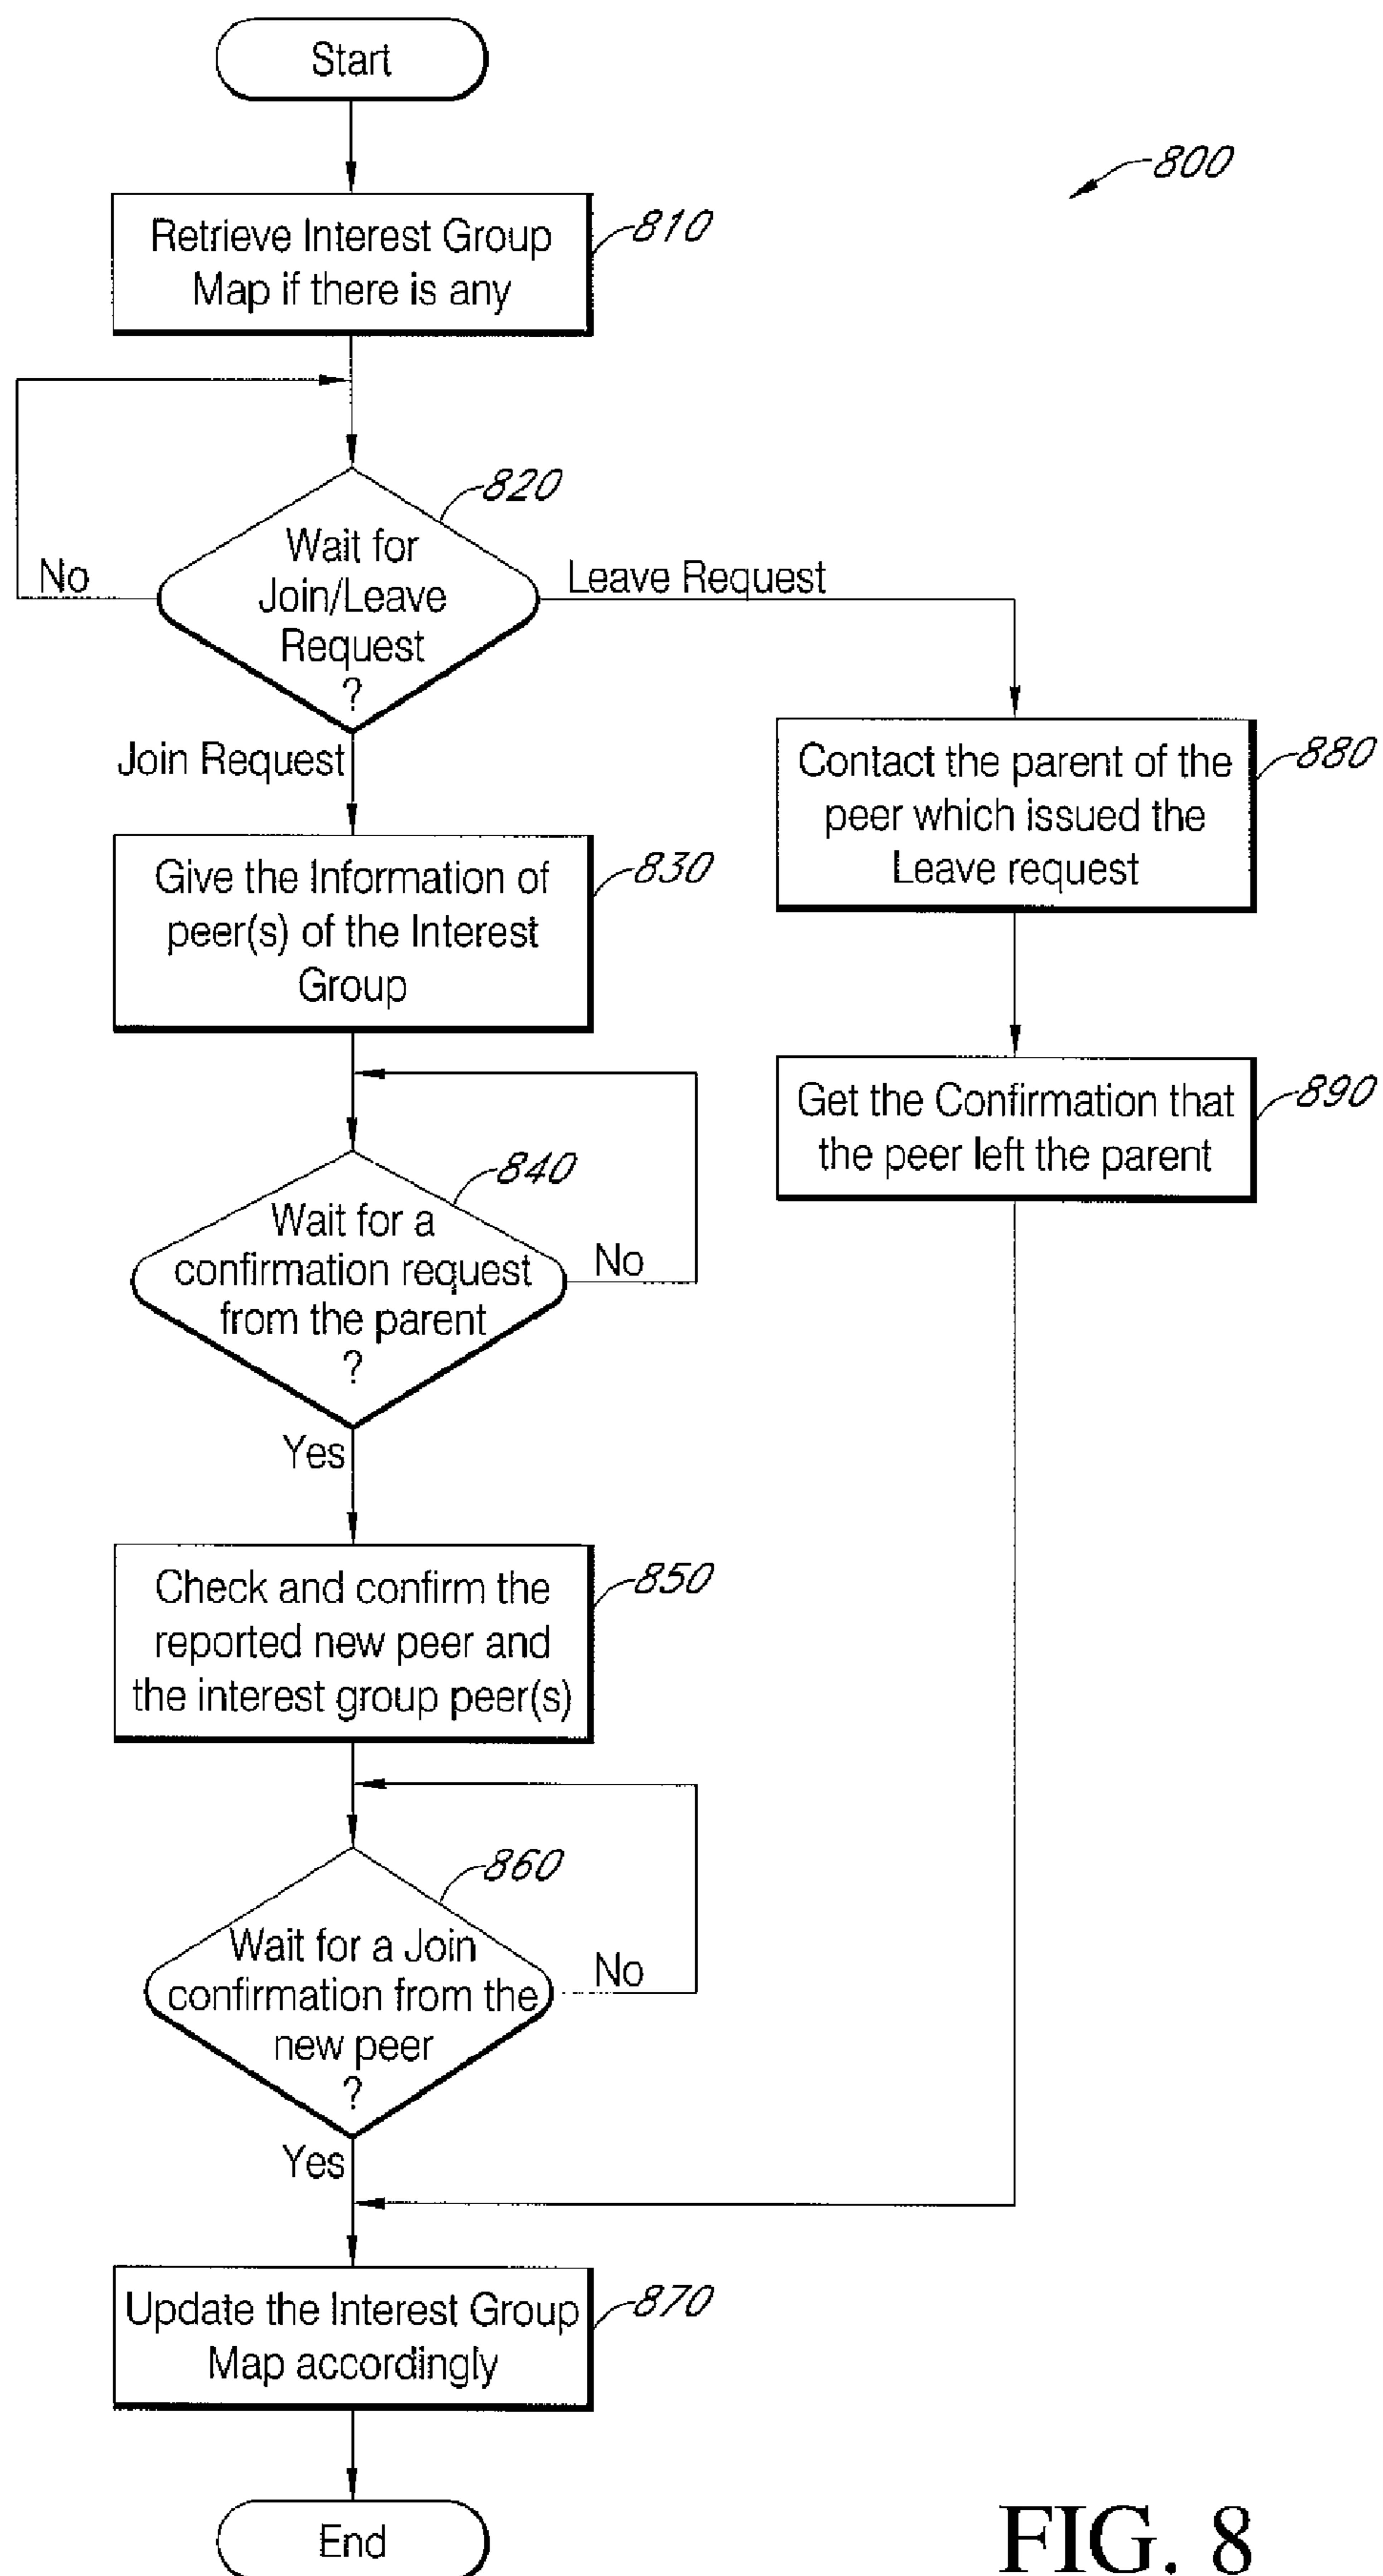 Start
800
Retrieve Interest Group
Map if there is any
810
Wait for
Join/Leave
Request
?
820
No
Leave Request
Join Request
Contact the parent of the
peer which issued the
Leave request
880
Give the Information of
peer(s) of the Interest
Group
830
Get the Confirmation that
the peer left the parent
890
Wait for a
confirmation request
from the parent
?
840
No
Yes
Check and confirm the
reported new peer and
the interest group peer(s)
850
Wait for a Join
confirmation from the
new peer
?
860
No
Yes
Update the Interest Group
Map accordingly
870
End
FIG. 8